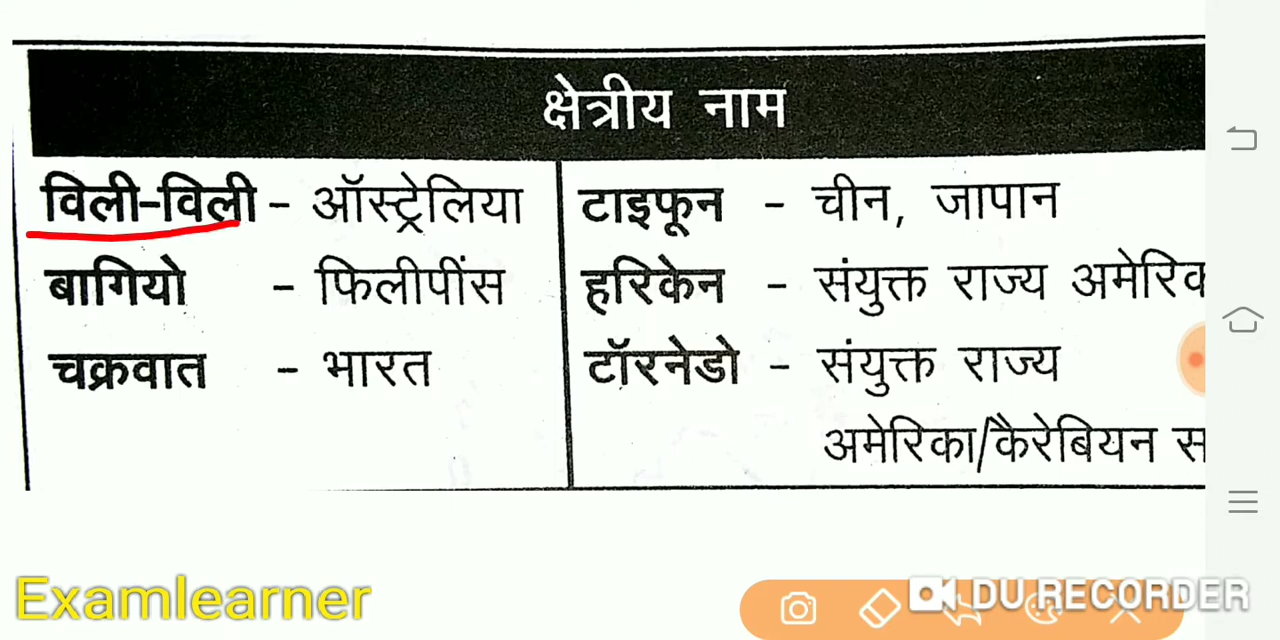 क्षेत्रीय नाम
विली-विली - ऑस्ट्रेलिया
बागियो - फिलीपींस
चक्रवात - भारत
टाइफून - चीन, जापान
हरिकेन - संयुक्त राज्य
टॉरनेडो - संयुक्त राज्य
अमेरिका/कैरेबियन
Examlearner
DU RECORDER